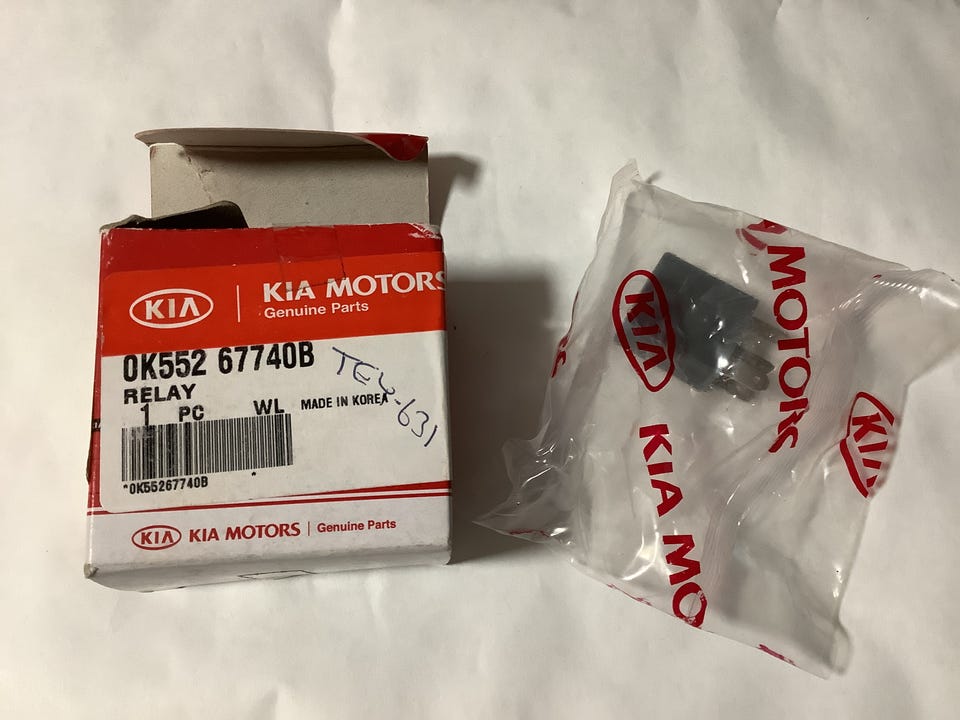 KIA | KIA MOTORS
Genuine Parts
0K552 67740B
RELAY
1 PC WL MADE IN KOREA
*0K55267740B *
KIA KIA MOTORS | Genuine Parts
KIA
MOTORS
KIA MO
KIA